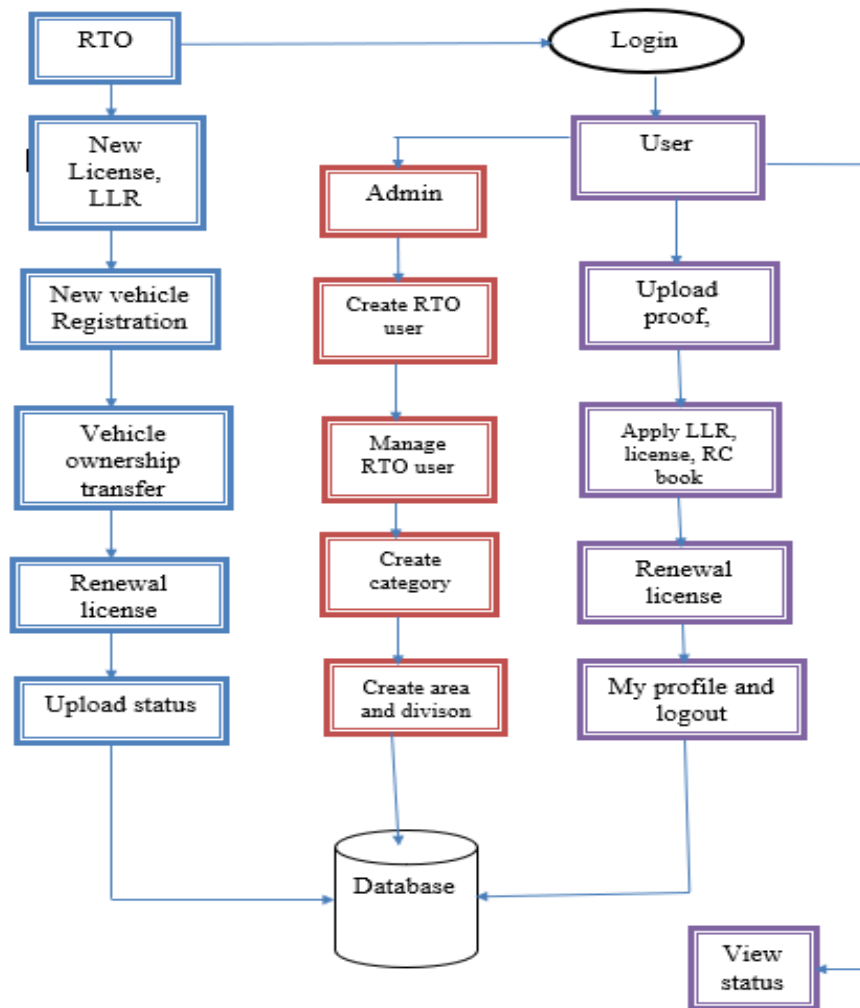 RTO
Login
New
License,
LLR
User
Admin
New vehicle
Registration
Create RTO
user
Upload
proof,
Vehicle
ownership
transfer
Manage
RTO user
Apply LLR,
license, RC
book
Renewal
license
Create
category
Renewal
license
Upload status
Create area
and divison
My profile and
logout
Database
View
status